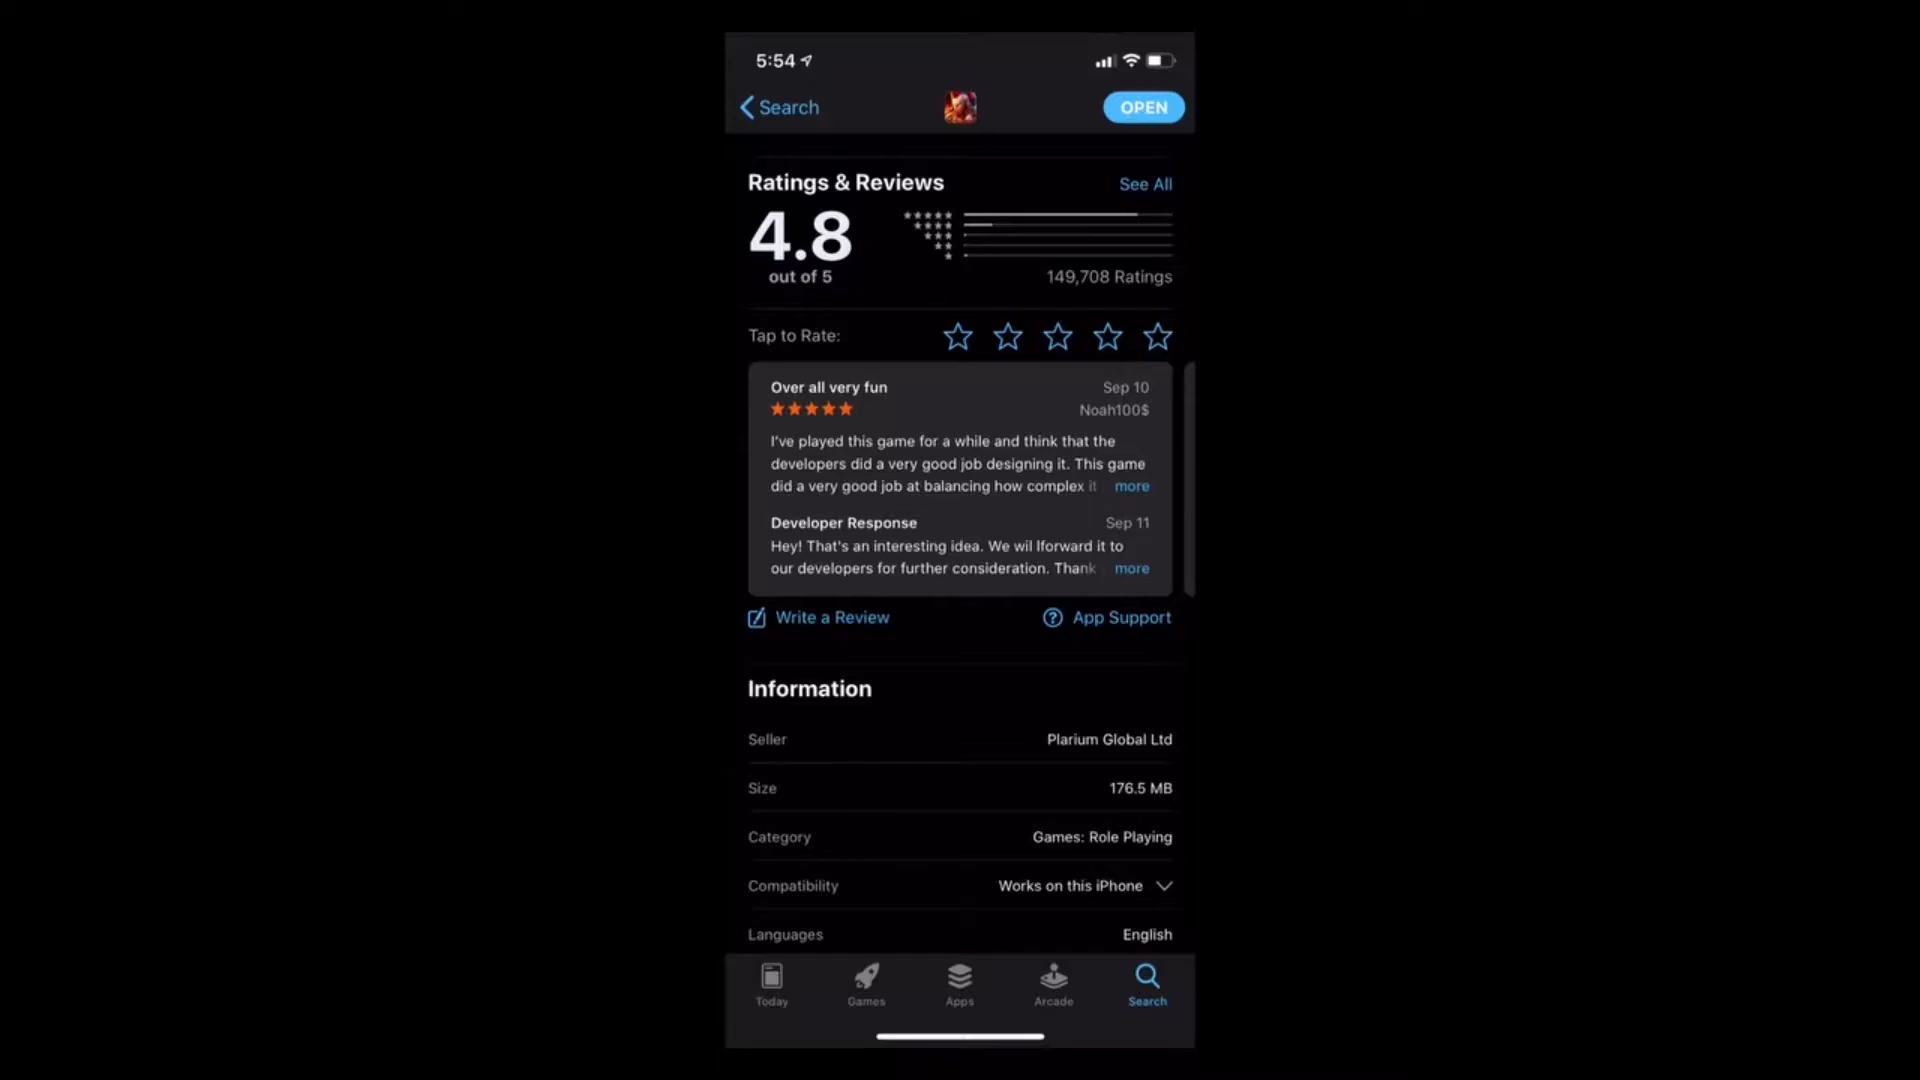 5:54
Search
OPEN
Ratings & Reviews
See All
4.8
out of 5
149,708 Ratings
Tap to Rate:
Over all very fun
Sep 10
Noah100$
I've played this game for a while and think that the
developers did a very good job designing it. This game
did a very good job at balancing how complex it more
Developer Response
Sep 11
Hey! That's an interesting idea. We wil lforward it to
our developers for further consideration. Thank more
Write a Review
App Support
Information
Seller
Plarium Global Ltd
Size
176.5 MB
Category
Games: Role Playing
Compatibility
Works on this iPhone
Languages
English
Today
Games
Apps
Arcade
Search